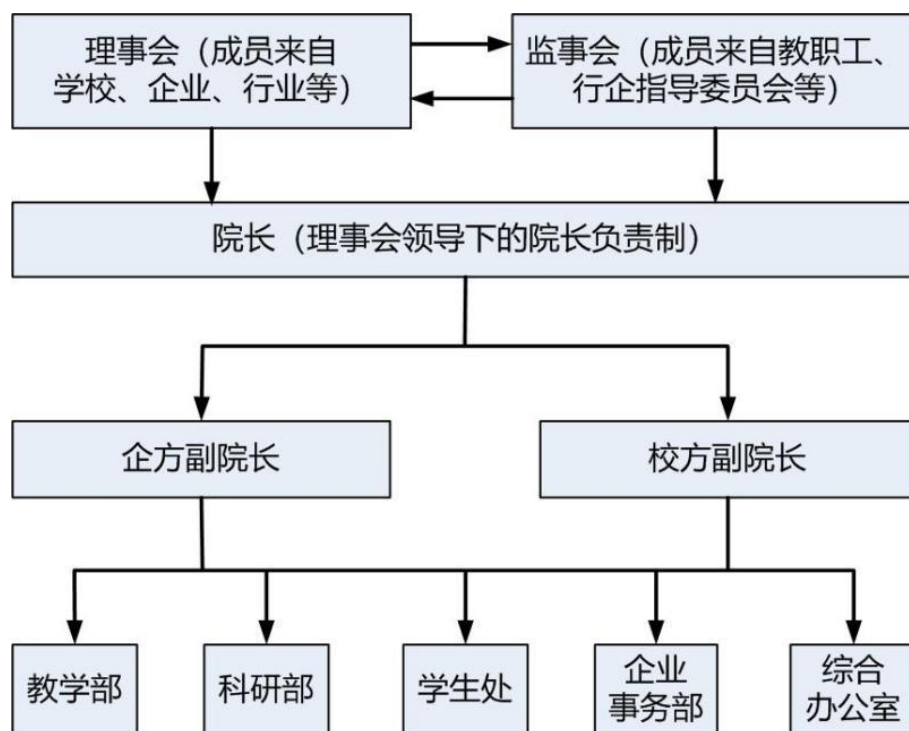 理事会（成员来自
学校、企业、行业等）
监事会（成员来自教职工、
行企指导委员会等）
院长（理事会领导下的院长负责制）
企方副院长
校方副院长
教学部
科研部
学生处
企业
事务部
综合
办公室